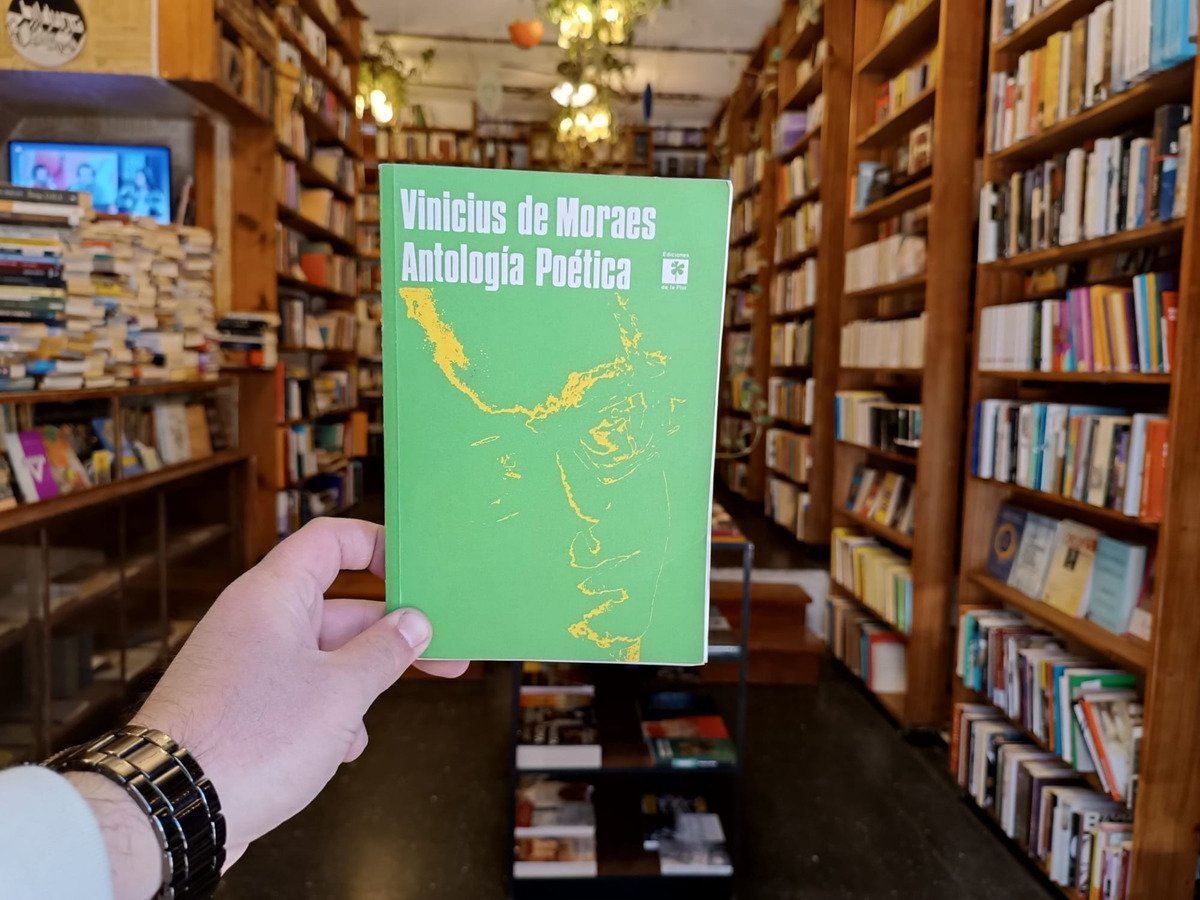 Vinicius de Moraes
Antología Poética
Ediciones
de la Flor